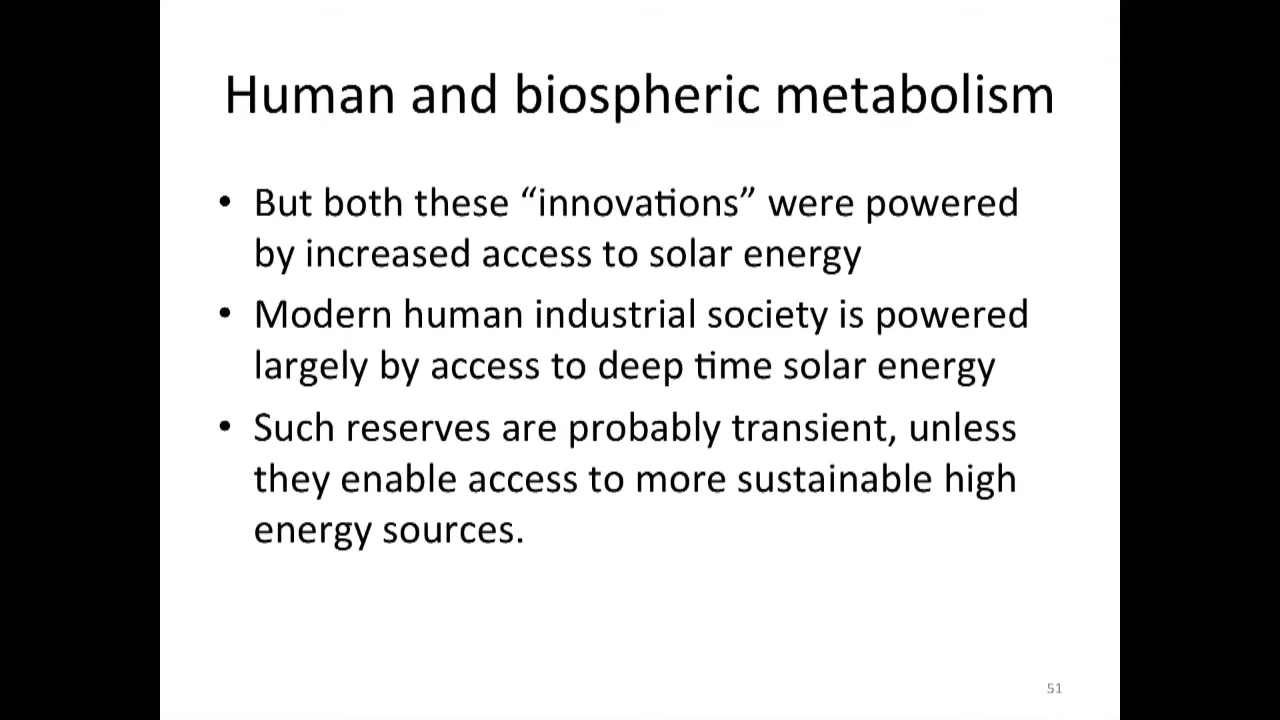 Human and biospheric metabolism
• But both these “innovations” were powered
by increased access to solar energy
• Modern human industrial society is powered
largely by access to deep time solar energy
• Such reserves are probably transient, unless
they enable access to more sustainable high
energy sources.
51